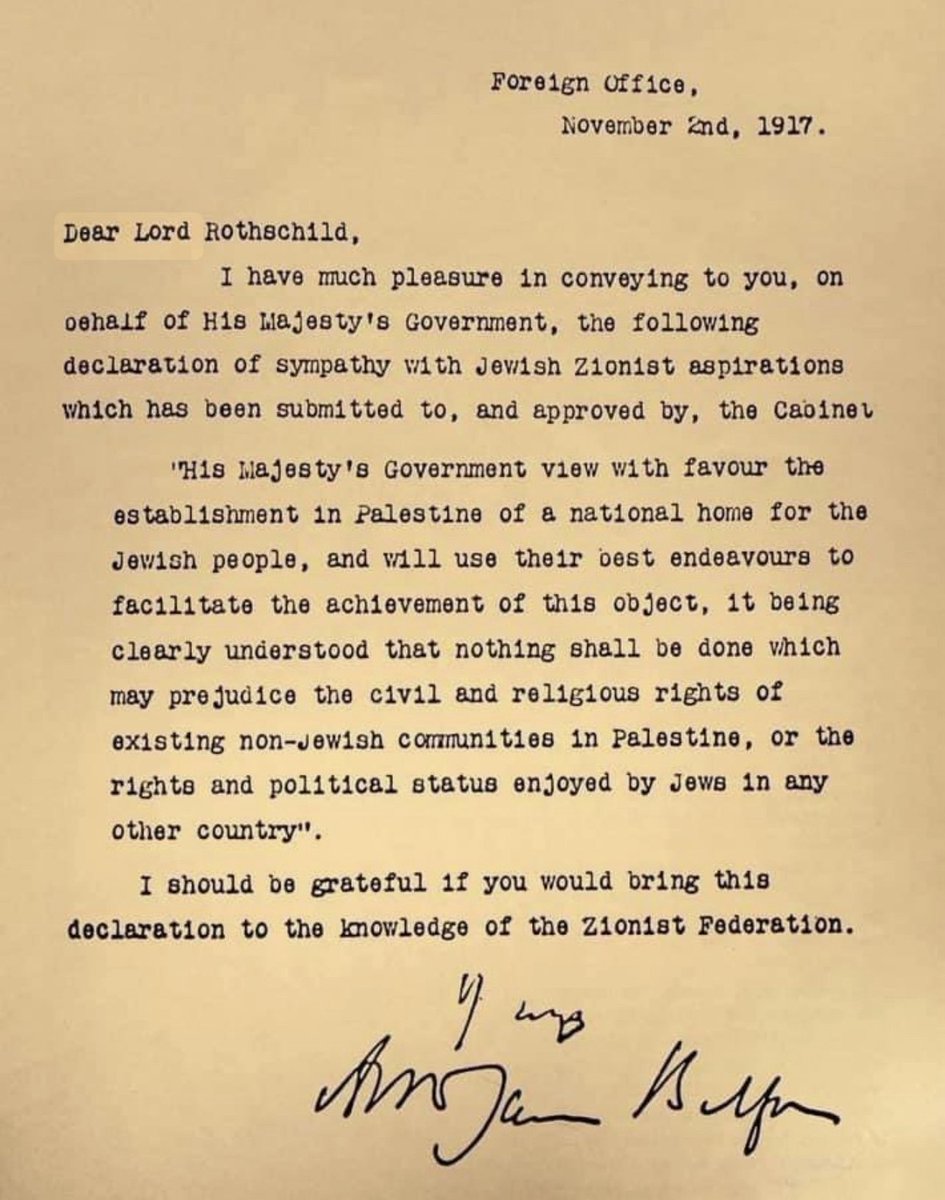 Foreign Office,
November 2nd, 1917.
Dear Lord Rothschild,
I have much pleasure in conveying to you, on
behalf of His Majesty's Government, the following
declaration of sympathy with Jewish Zionist aspirations
which has been submitted to, and approved by, the Cabinet
"His Majesty's Government view with favour the
establishment in Palestine of a national home for the
Jewish people, and will use their best endeavours to
facilitate the achievement of this object, it being
clearly understood that nothing shall be done which
may prejudice the civil and religious rights of
existing non-Jewish communities in Palestine, or the
rights and political status enjoyed by Jews in any
other country".
I should be grateful if you would bring this
declaration to the knowledge of the Zionist Federation.
Arthur James Balfour